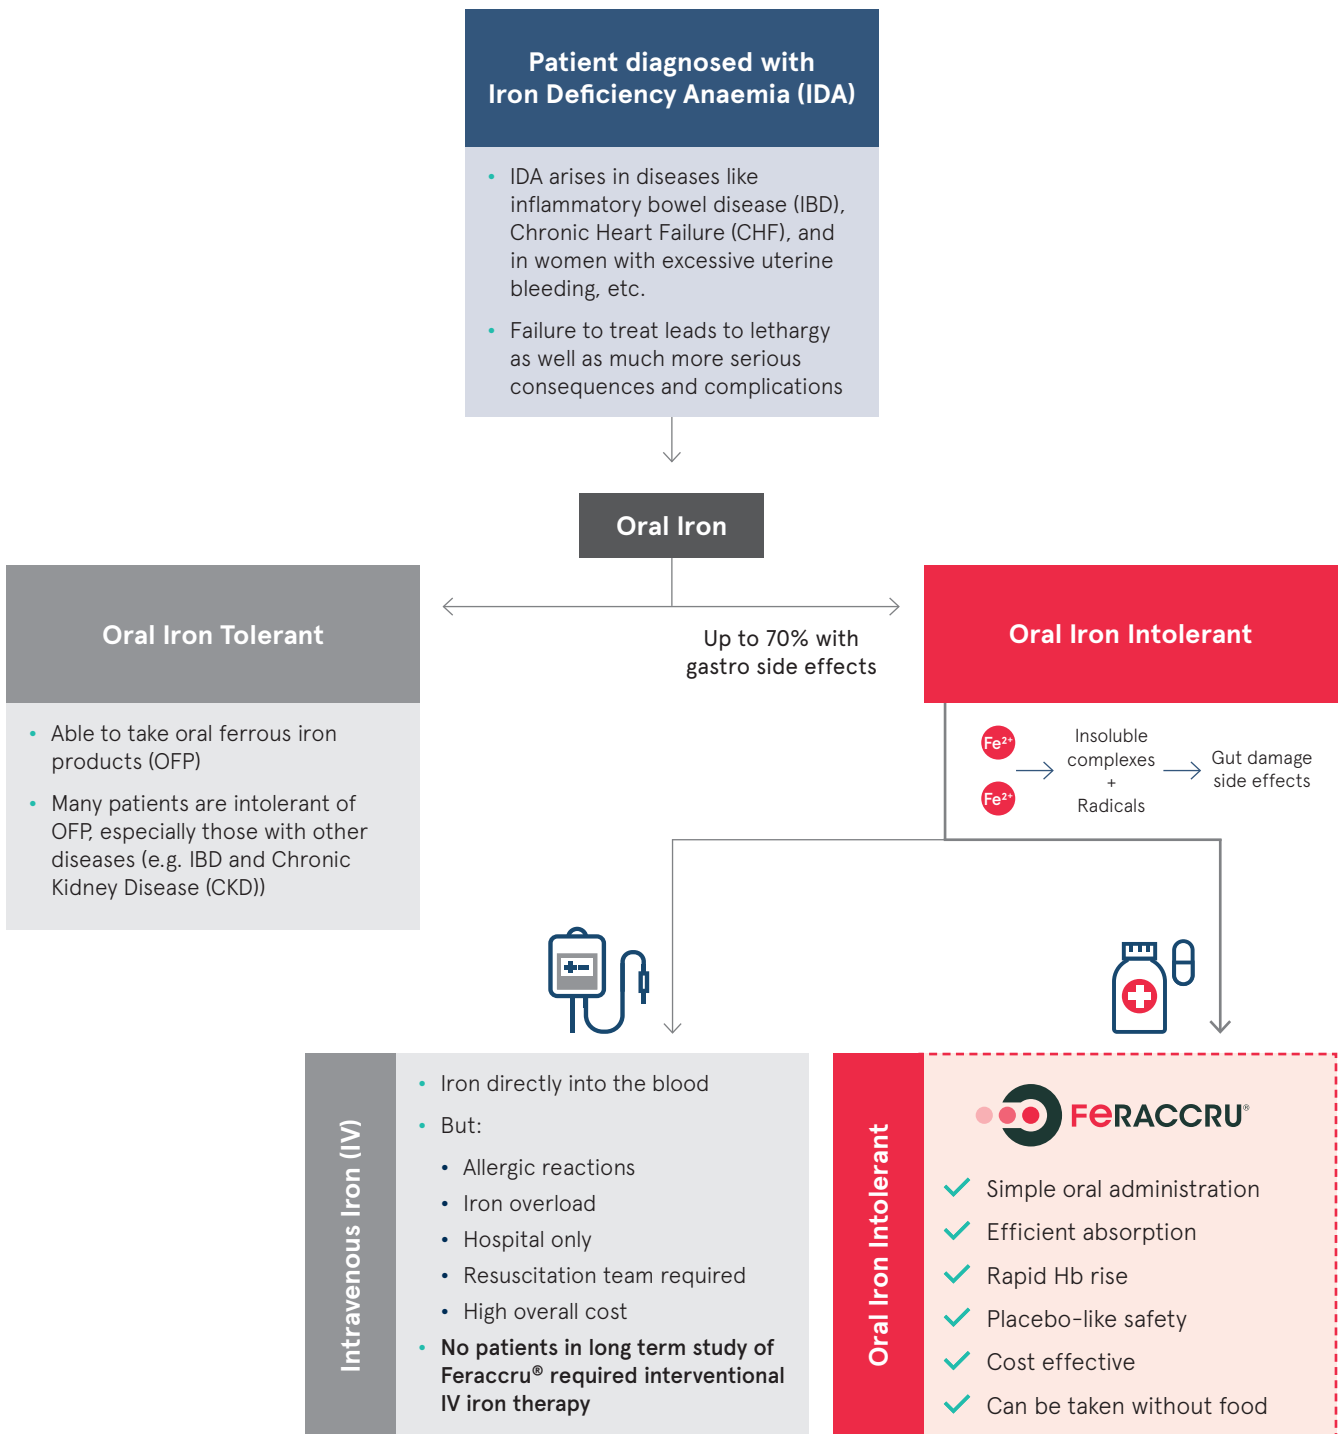 Patient diagnosed with
Iron Deficiency Anaemia (IDA)
• IDA arises in diseases like
inflammatory bowel disease (IBD),
Chronic Heart Failure (CHF), and
in women with excessive uterine
bleeding, etc.
• Failure to treat leads to lethargy
as well as much more serious
consequences and complications
Oral Iron
Oral Iron Tolerant
• Able to take oral ferrous iron
products (OFP)
• Many patients are intolerant of
OFP, especially those with other
diseases (e.g. IBD and Chronic
Kidney Disease (CKD))
Up to 70% with
gastro side effects
Oral Iron Intolerant
Fe²⁺
Fe²⁺
Insoluble
complexes
+
Radicals
Gut damage
side effects
Intravenous Iron (IV)
• Iron directly into the blood
• But:
• Allergic reactions
• Iron overload
• Hospital only
• Resuscitation team required
• High overall cost
• No patients in long term study of
Feraccru® required interventional
IV iron therapy
Oral Iron Intolerant
FeRACCRU®
Simple oral administration
Efficient absorption
Rapid Hb rise
Placebo-like safety
Cost effective
Can be taken without food